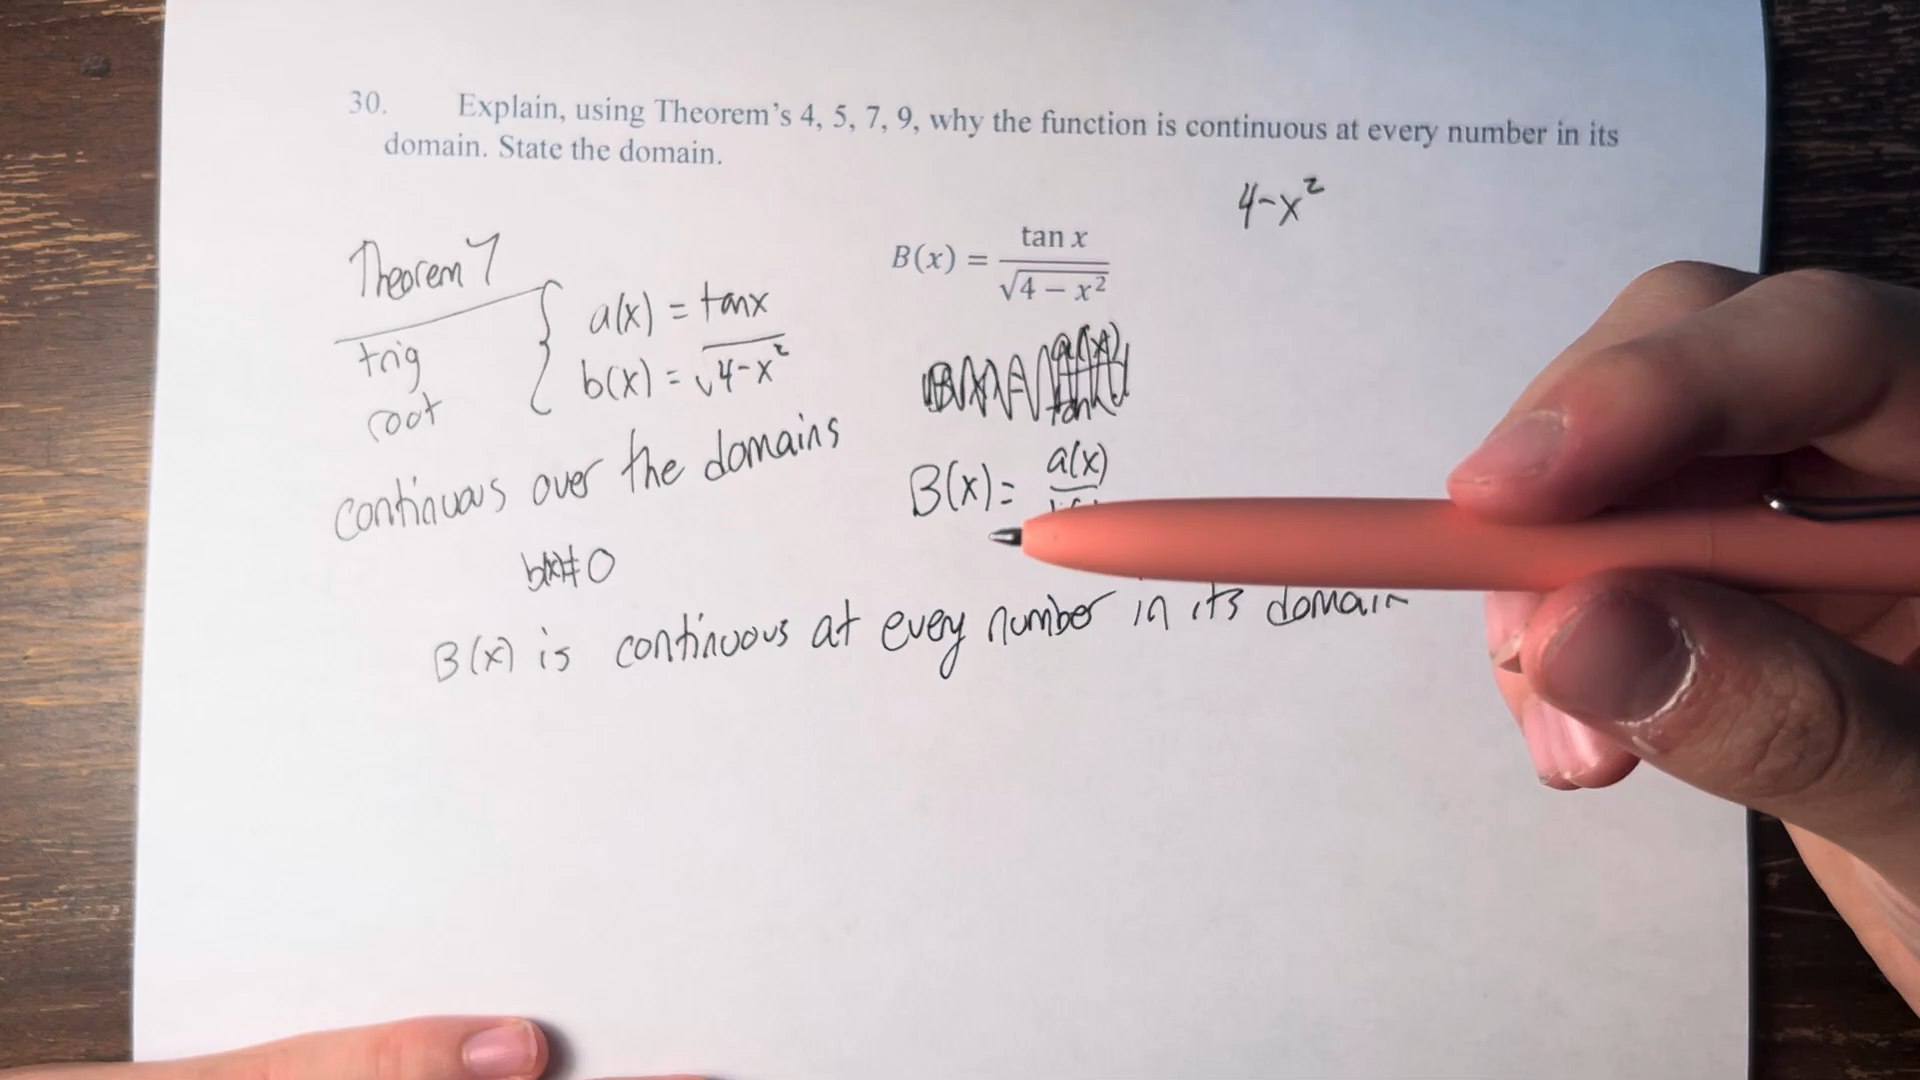 30. Explain, using Theorem's 4, 5, 7, 9, why the function is continuous at every number in its
domain. State the domain.
4-x²
B(x) = tan x / √4 − x²
Theorem 7
trig
root
a(x) = tanx
b(x) = √4-x²
continuous over the domains
B(x)= a(x)
b(x)≠0
B(x) is continuous at every number in its domain